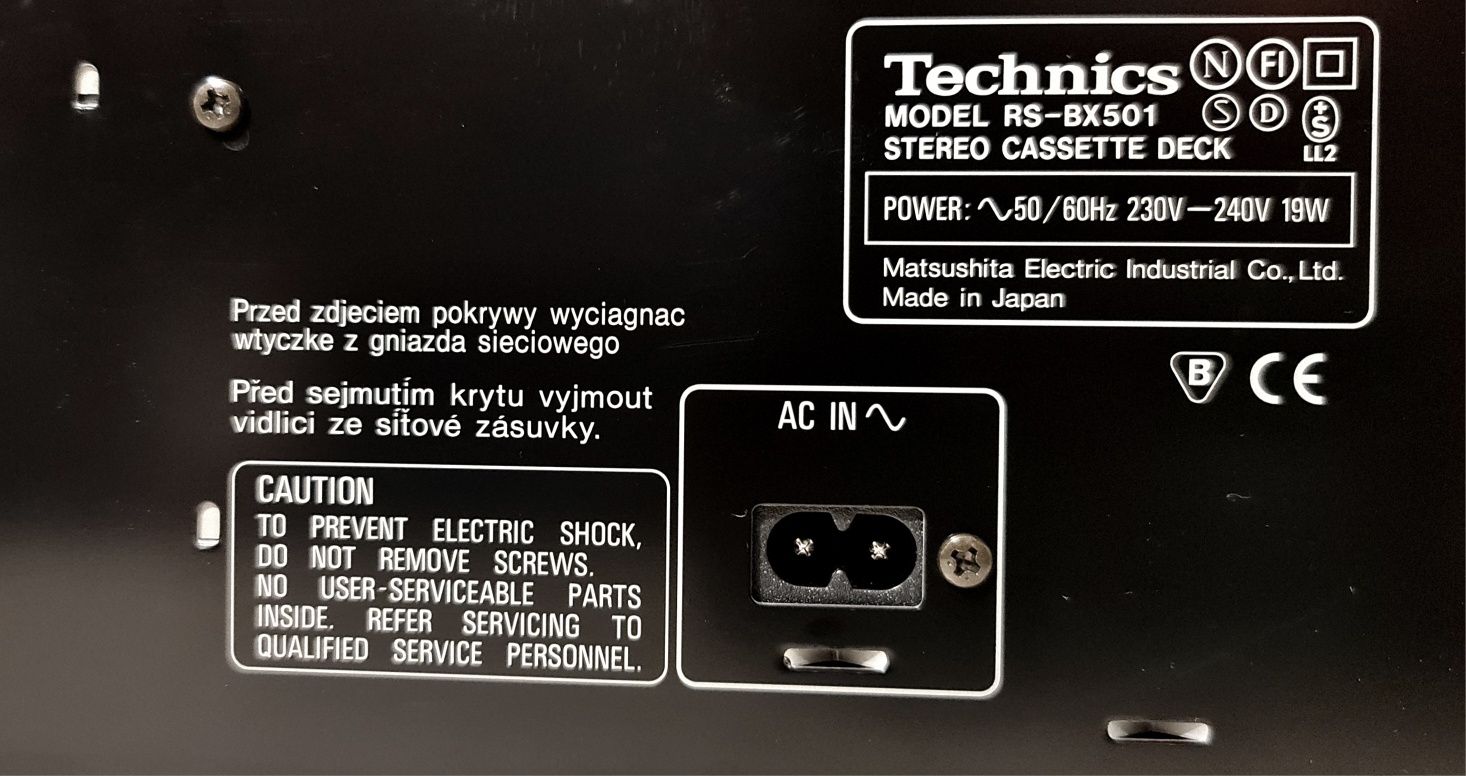 Technics N FI
MODEL RS-BX501 S D +S
STEREO CASSETTE DECK LL2
POWER: ∿50/60Hz 230V—240V 19W
Matsushita Electric Industrial Co., Ltd.
Made in Japan
B CE
Przed zdjeciem pokrywy wyciagnac
wtyczke z gniazda sieciowego
Před sejmutím krytu vyjmout
vidlici ze síťové zásuvky.
AC IN ∿
CAUTION
TO PREVENT ELECTRIC SHOCK,
DO NOT REMOVE SCREWS.
NO USER-SERVICEABLE PARTS
INSIDE. REFER SERVICING TO
QUALIFIED SERVICE PERSONNEL.